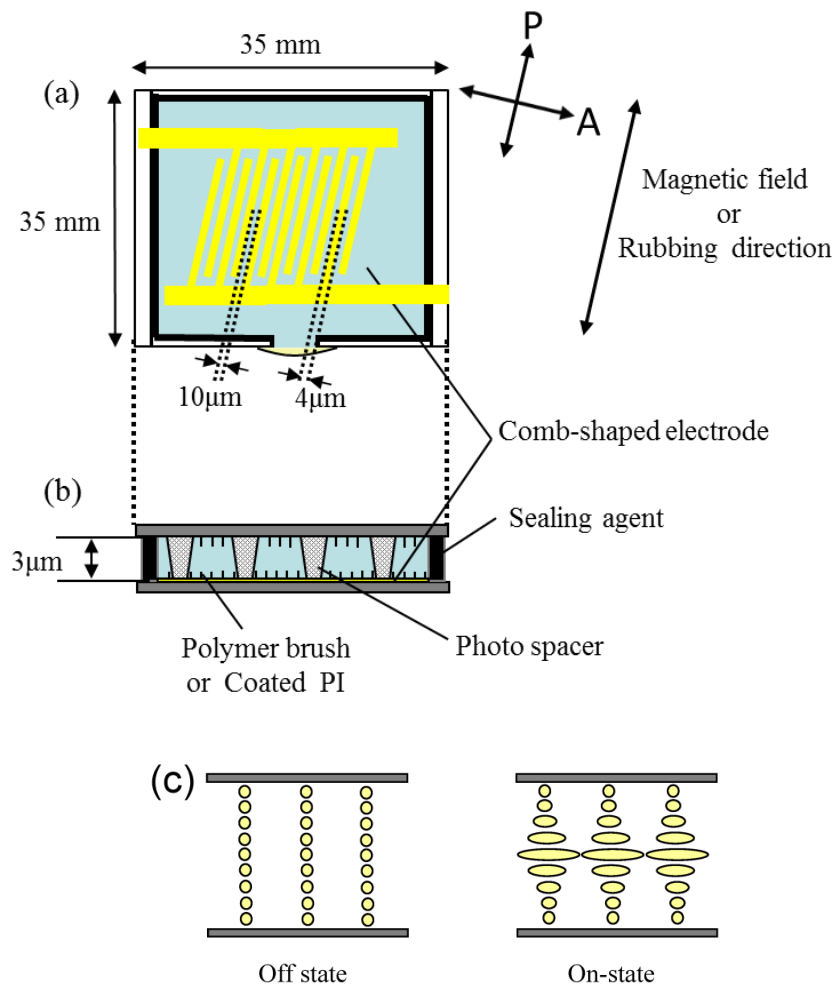 35 mm
P
(a)
A
35 mm
Magnetic field
or
Rubbing direction
10μm
4μm
Comb-shaped electrode
(b)
Sealing agent
3μm
Polymer brush
or Coated PI
Photo spacer
(c)
Off state
On-state